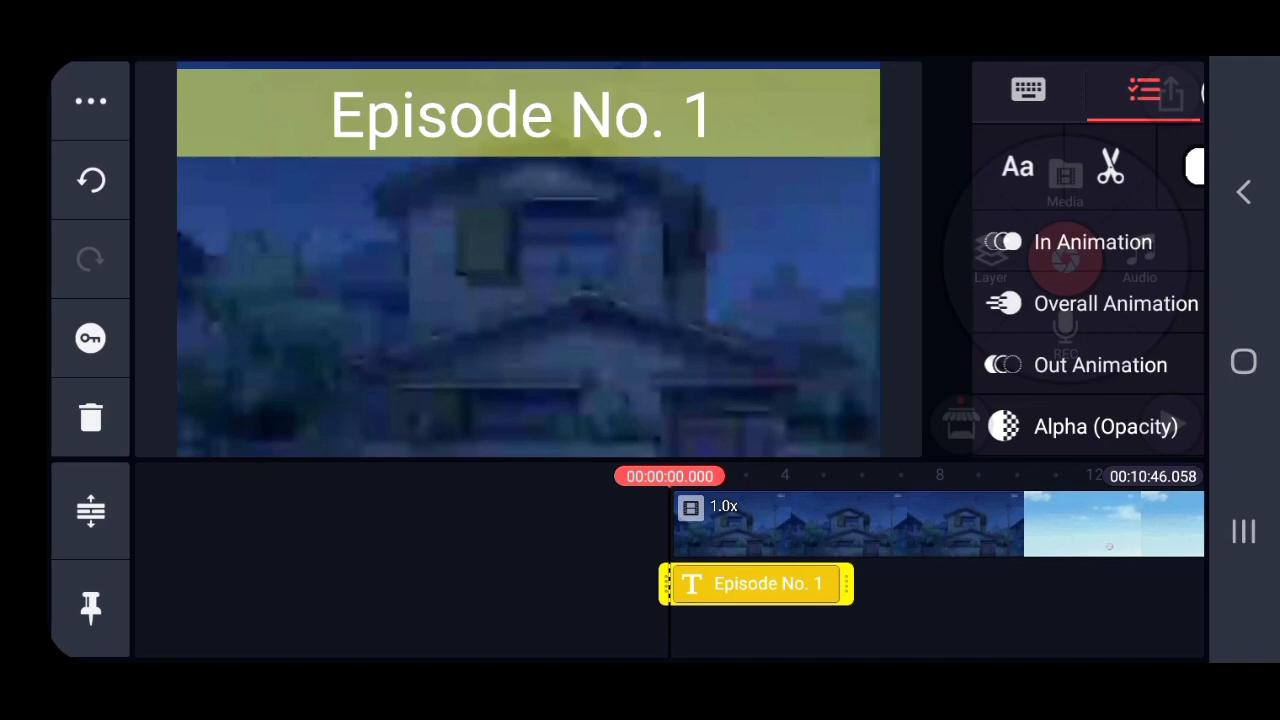 Episode No. 1
Aa
Media
In Animation
Layer
Audio
Overall Animation
REC
Out Animation
Alpha (Opacity)
00:00:00.000
4
8
12
00:10:46.058
1.0x
T Episode No. 1